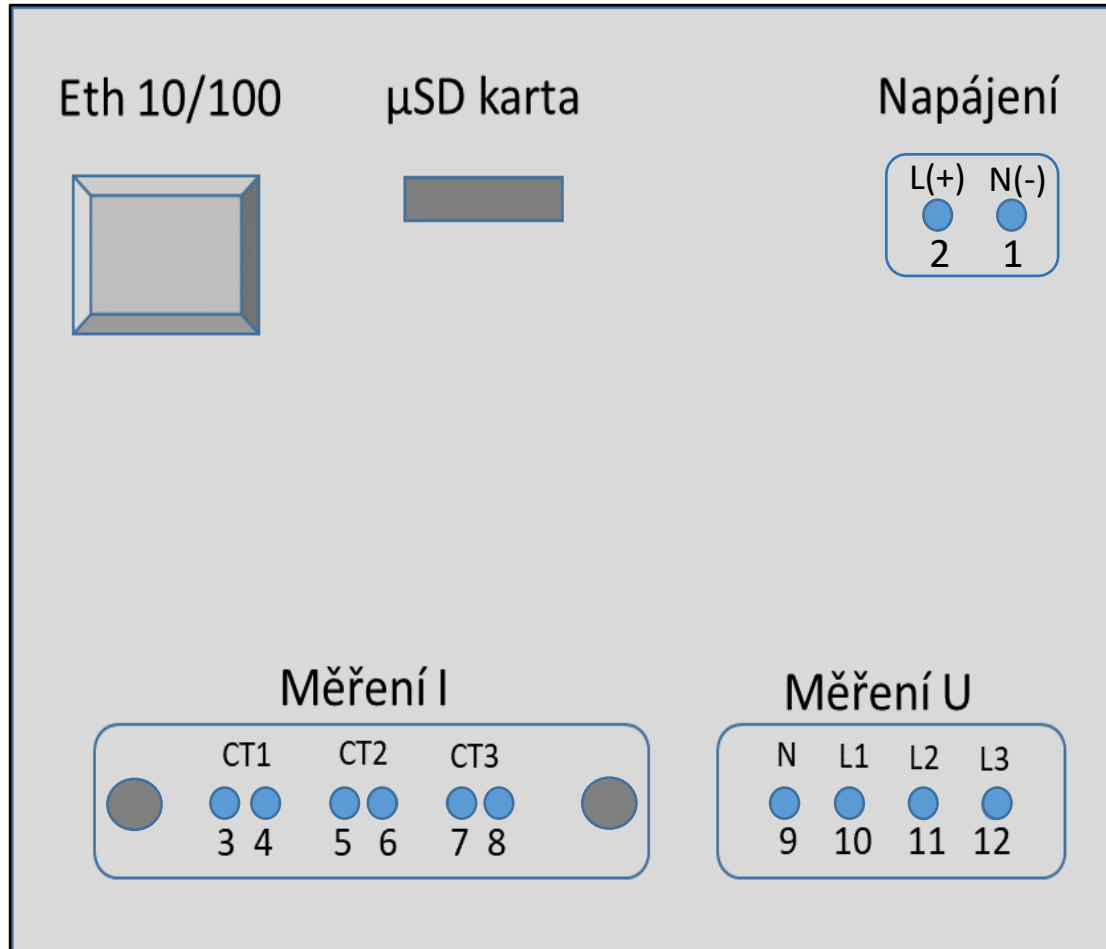 Eth 10/100
µSD karta
Napájení
L(+) N(-)
2 1
Měření I
CT1 CT2 CT3
3 4 5 6 7 8
Měření U
N L1 L2 L3
9 10 11 12